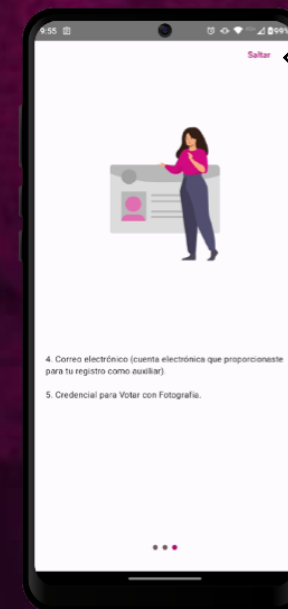 9:55
99%
Saltar
4. Correo electrónico (cuenta electrónica que proporcionaste
para tu registro como auxiliar).
5. Credencial para Votar con Fotografía.